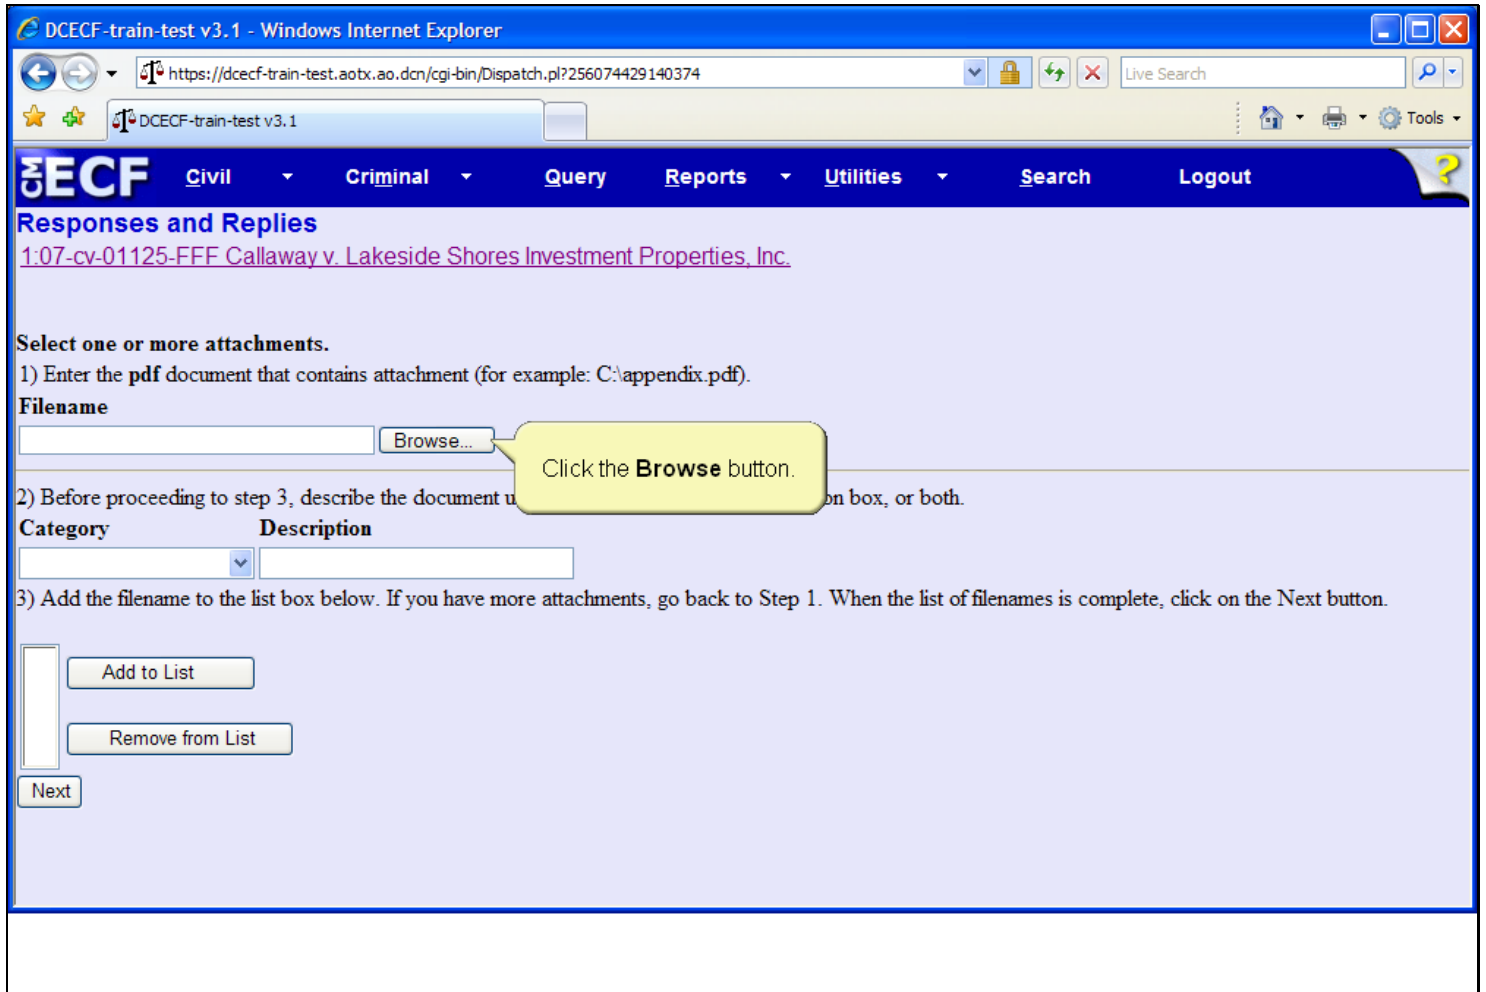 DCECF-train-test v3.1 - Windows Internet Explorer
https://dcecf-train-test.aotx.ao.dcn/cgi-bin/Dispatch.pl?256074429140374
Live Search
DCECF-train-test v3.1
Tools
CM ECF Civil Criminal Query Reports Utilities Search Logout ?
Responses and Replies
1:07-cv-01125-FFF Callaway v. Lakeside Shores Investment Properties, Inc.
Select one or more attachments.
1) Enter the pdf document that contains attachment (for example: C:\appendix.pdf).
Filename
Browse...
Click the Browse button.
2) Before proceeding to step 3, describe the document u on box, or both.
Category Description
3) Add the filename to the list box below. If you have more attachments, go back to Step 1. When the list of filenames is complete, click on the Next button.
Add to List
Remove from List
Next